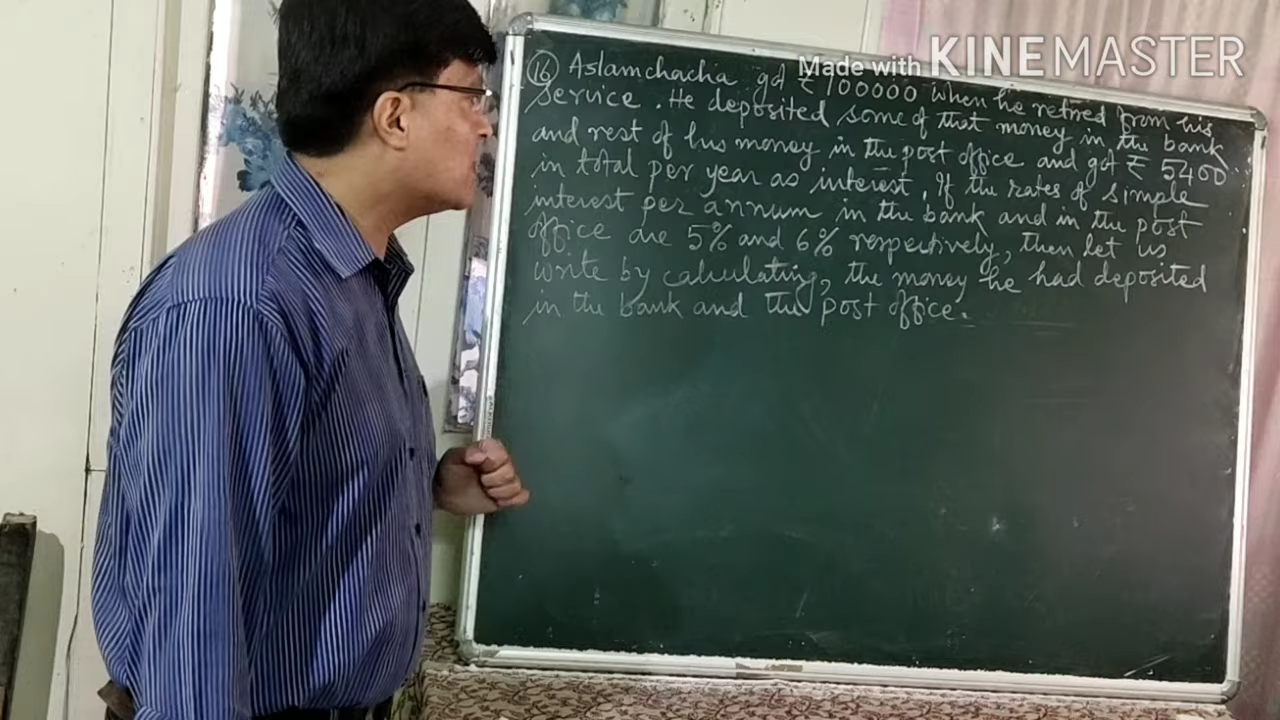 Made with KINEMASTER
(16) Aslamchacha got ₹ 100000 when he retired from his
service. He deposited some of that money in the bank
and rest of his money in the post office and got ₹ 5400
in total per year as interest. If the rates of simple
interest per annum in the bank and in the post
office are 5% and 6% respectively, then let us
write by calculating, the money he had deposited
in the bank and the post office.